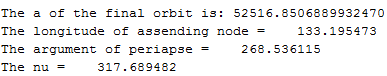 The a of the final orbit is: 52516.8506889932470
The longitude of assending node =    133.195473
The argument of periapse =    268.536115
The nu =    317.689482